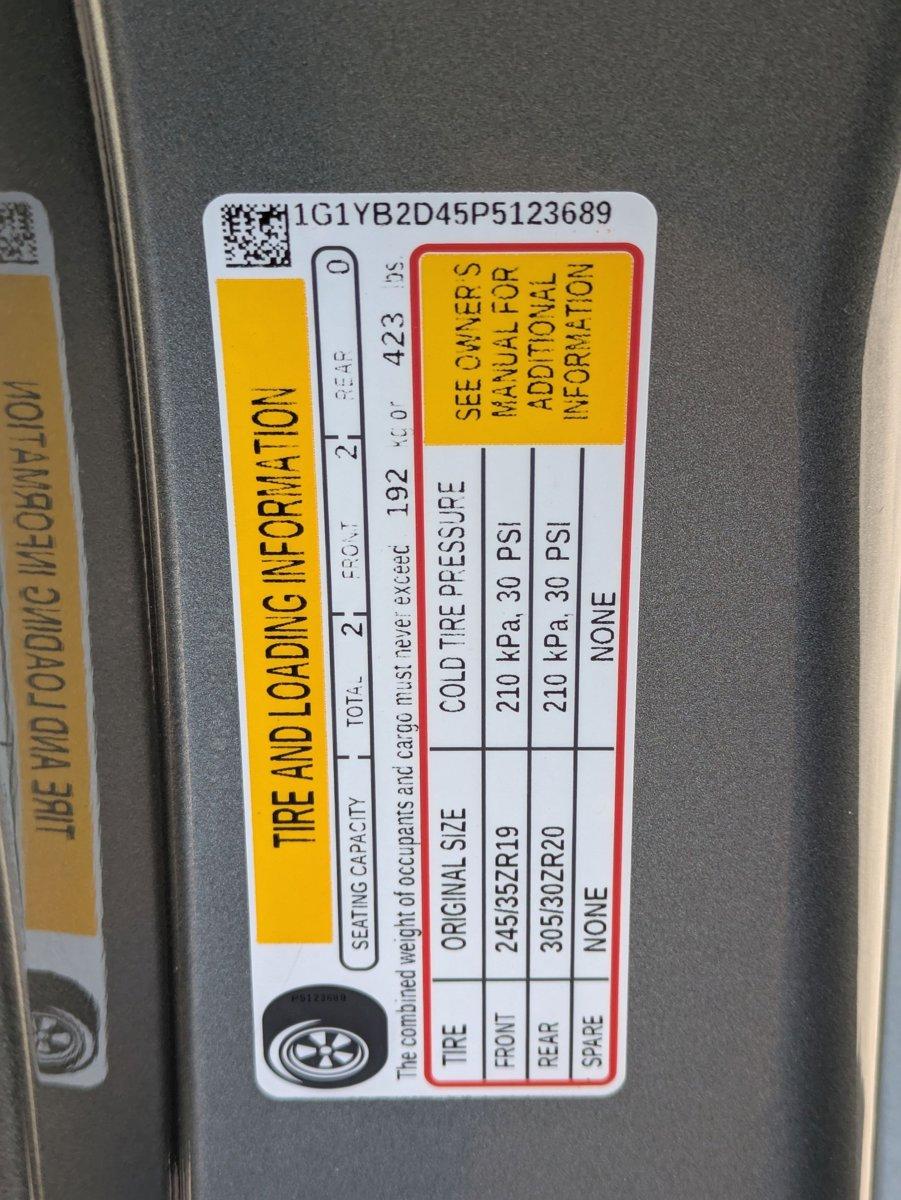 1G1YB2D45P5123689
TIRE AND LOADING INFORMATION
SEATING CAPACITY TOTAL 2 FRONT 2 REAR 0
The combined weight of occupants and cargo must never exceed 192 kg or 423 lbs.
TIRE ORIGINAL SIZE COLD TIRE PRESSURE
FRONT 245/35ZR19 210 kPa, 30 PSI
REAR 305/30ZR20 210 kPa, 30 PSI
SPARE NONE NONE
SEE OWNER'S
MANUAL FOR
ADDITIONAL
INFORMATION
P5123689
TIRE AND LOADING INFORMATION